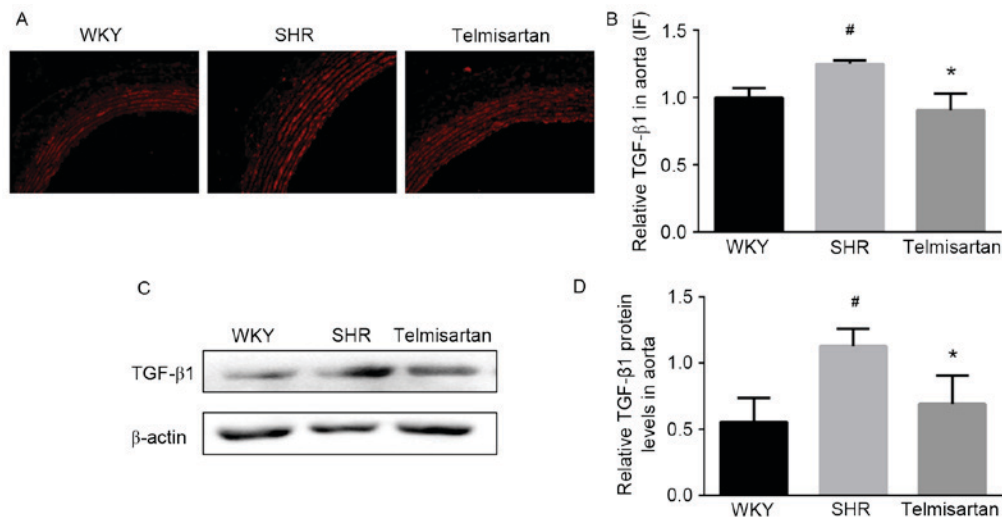 A
WKY
SHR
Telmisartan
B
Relative TGF-β1 in aorta (IF)
1.5
1.0
0.5
0.0
#
*
WKY
SHR
Telmisartan
C
WKY
SHR
Telmisartan
TGF-β1
β-actin
D
Relative TGF-β1 protein
levels in aorta
1.5
1.0
0.5
0.0
#
*
WKY
SHR
Telmisartan